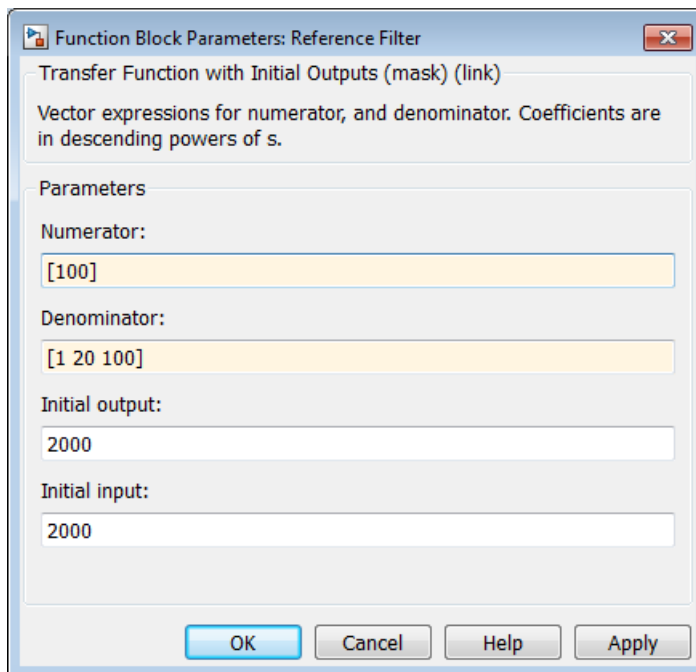 Function Block Parameters: Reference Filter
Transfer Function with Initial Outputs (mask) (link)
Vector expressions for numerator, and denominator. Coefficients are
in descending powers of s.
Parameters
Numerator:
[100]
Denominator:
[1 20 100]
Initial output:
2000
Initial input:
2000
OK Cancel Help Apply